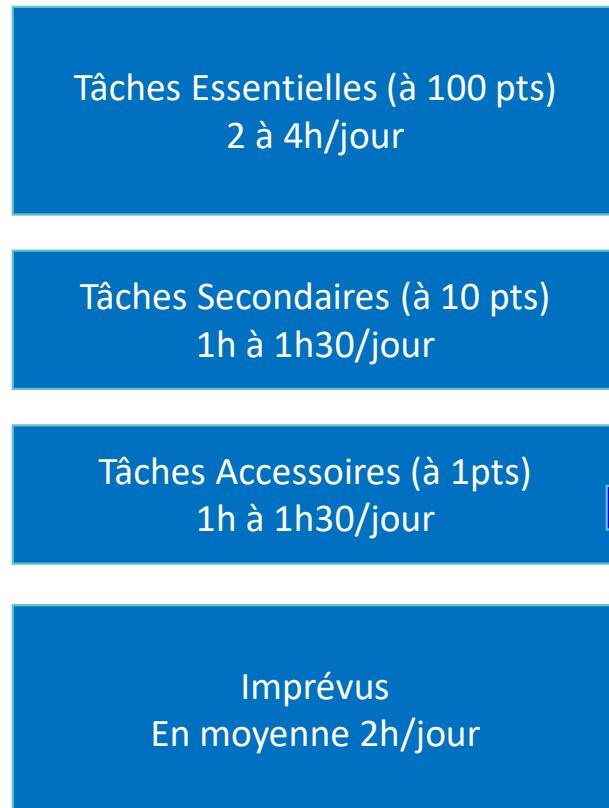 Tâches Essentielles (à 100 pts)
2 à 4h/jour
Tâches Secondaires (à 10 pts)
1h à 1h30/jour
Tâches Accessoires (à 1pts)
1h à 1h30/jour
Imprévus
En moyenne 2h/jour